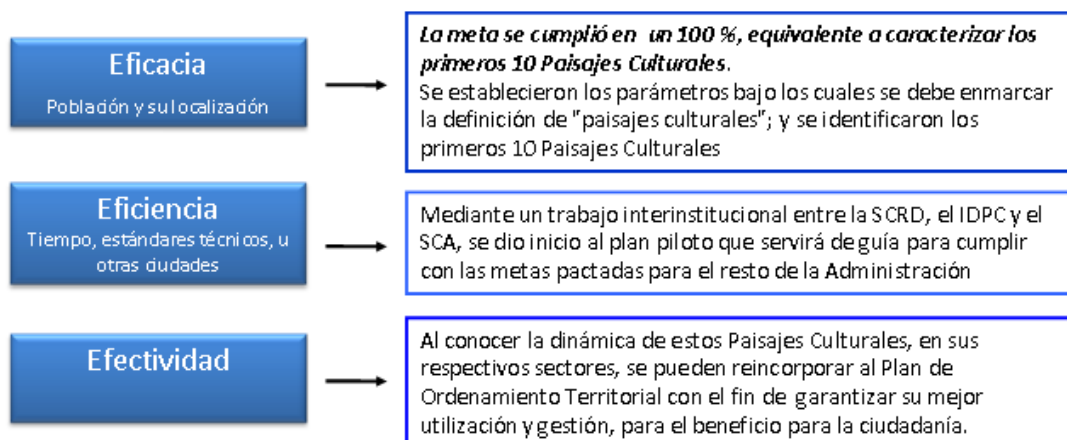 Eficacia
Población y su localización
La meta se cumplió en un 100 %, equivalente a caracterizar los
primeros 10 Paisajes Culturales.
Se establecieron los parámetros bajo los cuales se debe enmarcar
la definición de "paisajes culturales"; y se identificaron los
primeros 10 Paisajes Culturales
Eficiencia
Tiempo, estándares técnicos, u
otras ciudades
Mediante un trabajo interinstitucional entre la SCRD, el IDPC y el
SCA, se dio inicio al plan piloto que servirá de guía para cumplir
con las metas pactadas para el resto de la Administración
Efectividad
Al conocer la dinámica de estos Paisajes Culturales, en sus
respectivos sectores, se pueden reincorporar al Plan de
Ordenamiento Territorial con el fin de garantizar su mejor
utilización y gestión, para el beneficio para la ciudadanía.